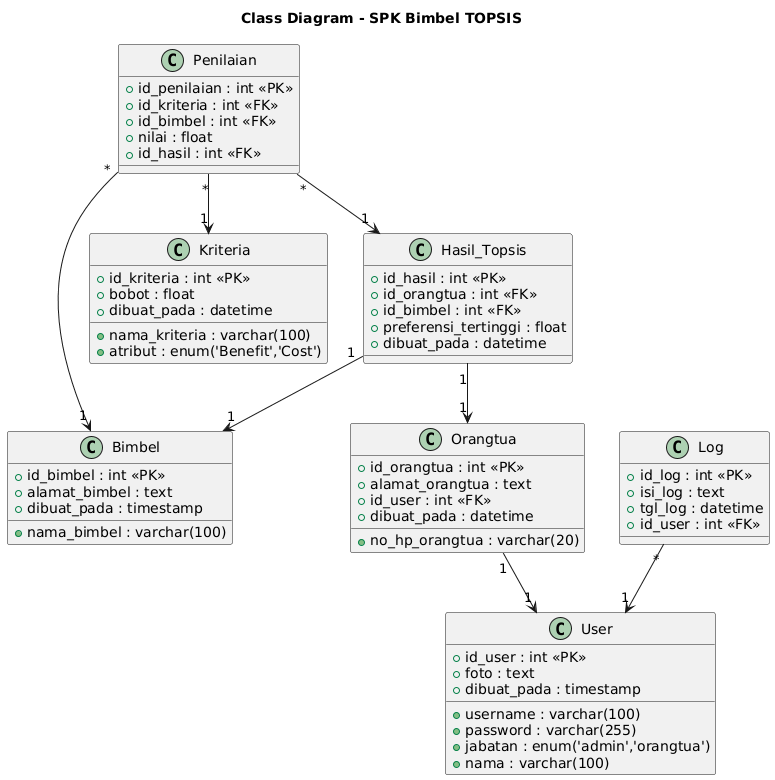 Class Diagram - SPK Bimbel TOPSIS
C Penilaian
id_penilaian : int «PK»
id_kriteria : int «FK»
id_bimbel : int «FK»
nilai : float
id_hasil : int «FK»
* * *
1 1
C Kriteria
id_kriteria : int «PK»
bobot : float
dibuat_pada : datetime
nama_kriteria : varchar(100)
atribut : enum('Benefit','Cost')
C Hasil_Topsis
id_hasil : int «PK»
id_orangtua : int «FK»
id_bimbel : int «FK»
preferensi_tertinggi : float
dibuat_pada : datetime
1 1
1 1 1
C Bimbel
id_bimbel : int «PK»
alamat_bimbel : text
dibuat_pada : timestamp
nama_bimbel : varchar(100)
C Orangtua
id_orangtua : int «PK»
alamat_orangtua : text
id_user : int «FK»
dibuat_pada : datetime
no_hp_orangtua : varchar(20)
C Log
id_log : int «PK»
isi_log : text
tgl_log : datetime
id_user : int «FK»
1 *
1 1
C User
id_user : int «PK»
foto : text
dibuat_pada : timestamp
username : varchar(100)
password : varchar(255)
jabatan : enum('admin','orangtua')
nama : varchar(100)